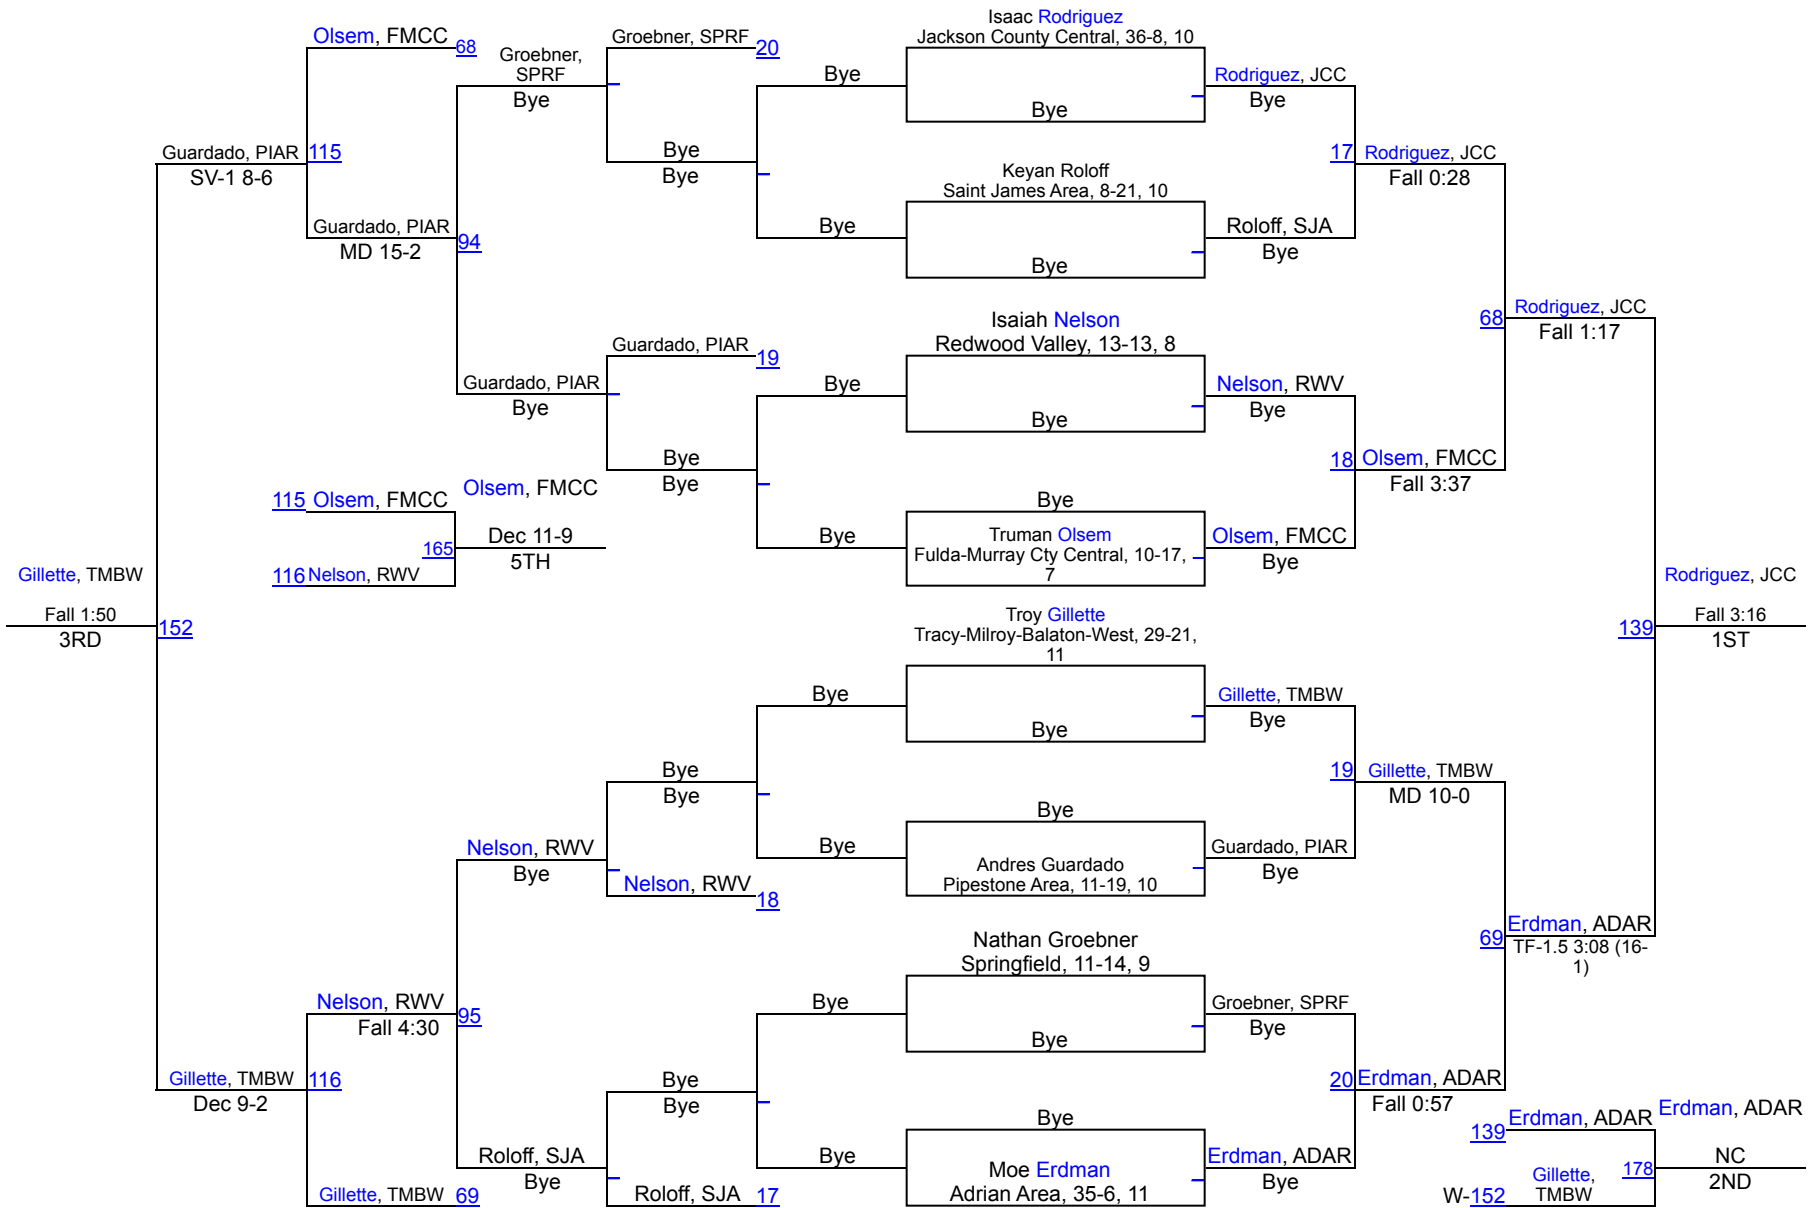 Isaac Rodriguez
Jackson County Central, 36-8, 10
Bye
Keyan Roloff
Saint James Area, 8-21, 10
Bye
Isaiah Nelson
Redwood Valley, 13-13, 8
Bye
Bye
Truman Olsem
Fulda-Murray Cty Central, 10-17,
7
Troy Gillette
Tracy-Milroy-Balaton-West, 29-21,
11
Bye
Bye
Andres Guardado
Pipestone Area, 11-19, 10
Nathan Groebner
Springfield, 11-14, 9
Bye
Bye
Moe Erdman
Adrian Area, 35-6, 11
Rodriguez, JCC
Bye
Roloff, SJA
Bye
Nelson, RWV
Bye
Olsem, FMCC
Bye
Gillette, TMBW
Bye
Guardado, PIAR
Bye
Groebner, SPRF
Bye
Erdman, ADAR
Bye
17
Rodriguez, JCC
Fall 0:28
18
Olsem, FMCC
Fall 3:37
19
Gillette, TMBW
MD 10-0
20
Erdman, ADAR
Fall 0:57
68
Rodriguez, JCC
Fall 1:17
69
Erdman, ADAR
TF-1.5 3:08 (16-
1)
Rodriguez, JCC
139
Fall 3:16
1ST
139
Erdman, ADAR
W-152
Gillette,
TMBW
178
Erdman, ADAR
NC
2ND
Bye
Bye
Bye
Bye
Bye
Bye
Bye
Bye
Groebner, SPRF
20
Bye
Bye
Guardado, PIAR
19
Bye
Bye
Bye
Bye
Nelson, RWV
18
Bye
Bye
Roloff, SJA
17
Groebner,
SPRF
Bye
Guardado, PIAR
Bye
Nelson, RWV
Bye
Roloff, SJA
Bye
Olsem, FMCC
68
Guardado, PIAR
MD 15-2
94
Nelson, RWV
Fall 4:30
95
Gillette, TMBW
69
Guardado, PIAR
SV-1 8-6
115
Gillette, TMBW
Dec 9-2
116
115
Olsem, FMCC
116
Nelson, RWV
165
Olsem, FMCC
Dec 11-9
5TH
Gillette, TMBW
Fall 1:50
3RD
152